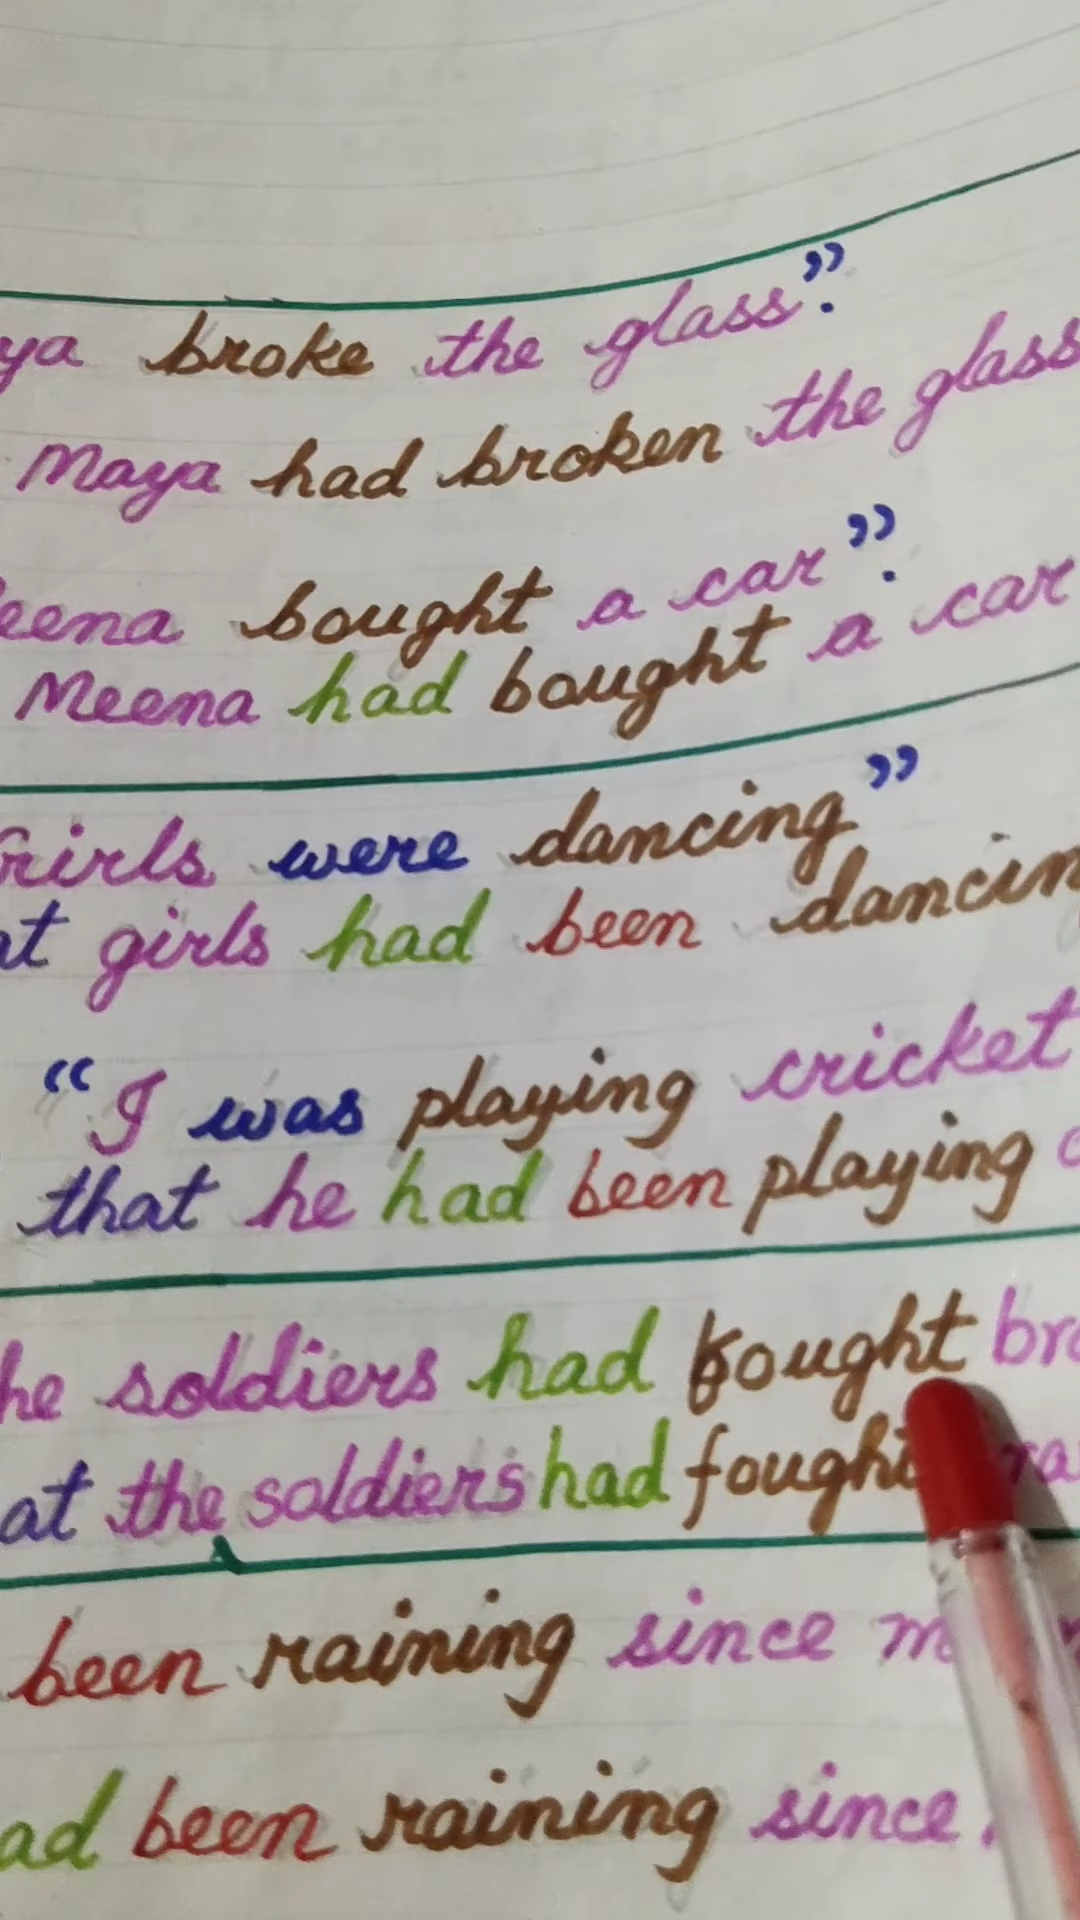 ya broke the glass”.
Maya had broken the glass
eena bought a car”.
Meena had bought a car
Girls were dancing”
at girls had been dancin
“I was playing cricket
that he had been playing
he soldiers had fought bra
at the soldiers had fought
been raining since m
ad been raining since